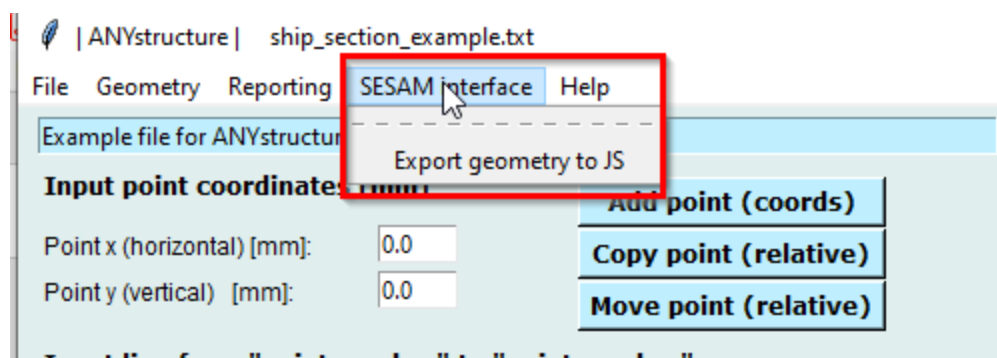 | ANYstructure | ship_section_example.txt
File Geometry Reporting SESAM interface Help
Example file for ANYstructur
Export geometry to JS
Input point coordinates
Add point (coords)
Point x (horizontal) [mm]: 0.0
Copy point (relative)
Point y (vertical) [mm]: 0.0
Move point (relative)